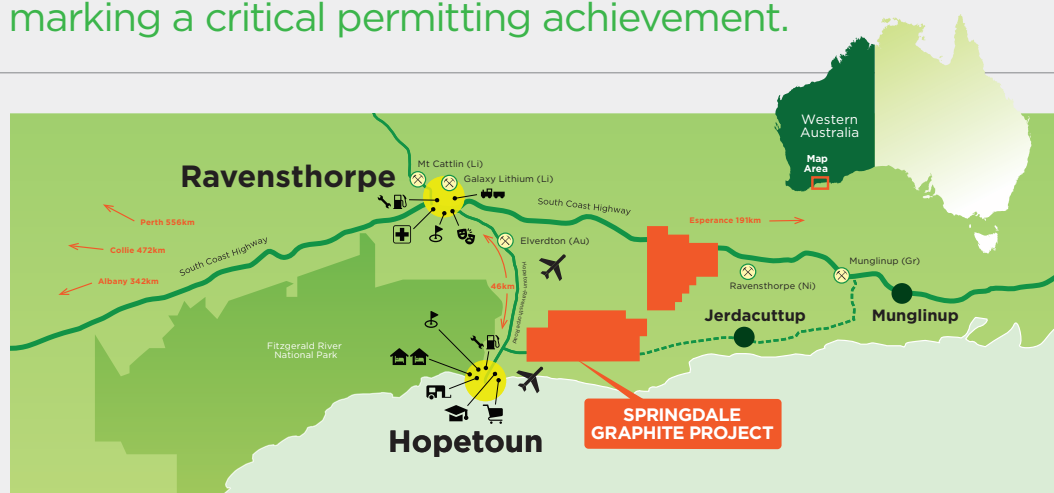 marking a critical permitting achievement.
Western
Australia
Map
Area
Mt Cattlin (Li)
Ravensthorpe
Galaxy Lithium (Li)
South Coast Highway
Esperance 191km
Perth 556km
Collie 472km
Albany 342km
South Coast Highway
Elverdton (Au)
Munglinup (Gr)
Ravensthorpe (Ni)
46km
Jerdacuttup
Munglinup
Fitzgerald River
National Park
SPRINGDALE
GRAPHITE PROJECT
Hopetoun